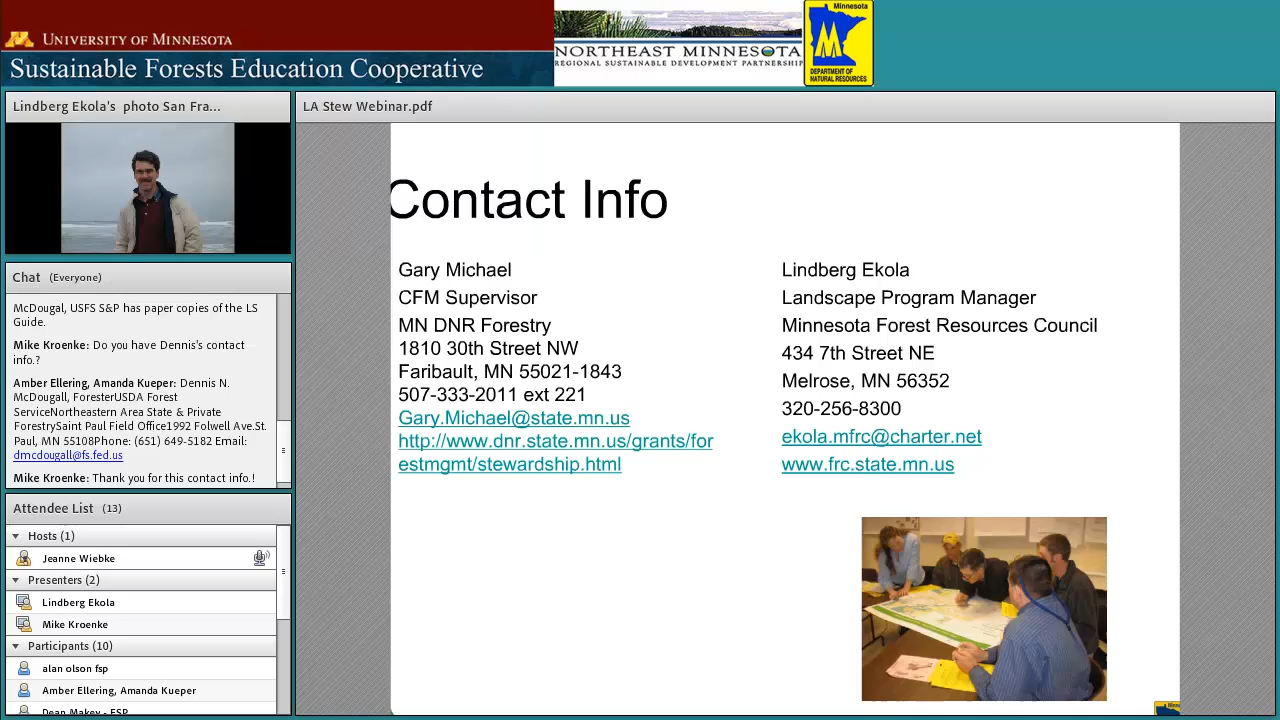 UNIVERSITY OF MINNESOTA
Sustainable Forests Education Cooperative
NORTHEAST MINNESOTA
REGIONAL SUSTAINABLE DEVELOPMENT PARTNERSHIP
Minnesota
DEPARTMENT OF
NATURAL RESOURCES
Lindberg Ekola's photo San Fra...
Chat (Everyone)
McDougal, USFS S&P has paper copies of the LS
Guide.
Mike Kroenke: Do you have Dennis's contact
info.?
Amber Ellering, Amanda Kueper: Dennis N.
McDougall, ForesterUSDA Forest
ServiceNortheastern Area State & Private
ForestrySaint Paul Field Office1992 Folwell Ave.St.
Paul, MN 55108Phone: (651) 649-5182 Email:
dmcdougall@fs.fed.us
Mike Kroenke: Thank you for this contact info.!
Attendee List (13)
Hosts (1)
Jeanne Wiebke
Presenters (2)
Lindberg Ekola
Mike Kroenke
Participants (10)
alan olson fsp
Amber Ellering, Amanda Kueper
Dean Makey - FSP
LA Stew Webinar.pdf
Contact Info
Gary Michael
CFM Supervisor
MN DNR Forestry
1810 30th Street NW
Faribault, MN 55021-1843
507-333-2011 ext 221
Gary.Michael@state.mn.us
http://www.dnr.state.mn.us/grants/for
estmgmt/stewardship.html
Lindberg Ekola
Landscape Program Manager
Minnesota Forest Resources Council
434 7th Street NE
Melrose, MN 56352
320-256-8300
ekola.mfrc@charter.net
www.frc.state.mn.us